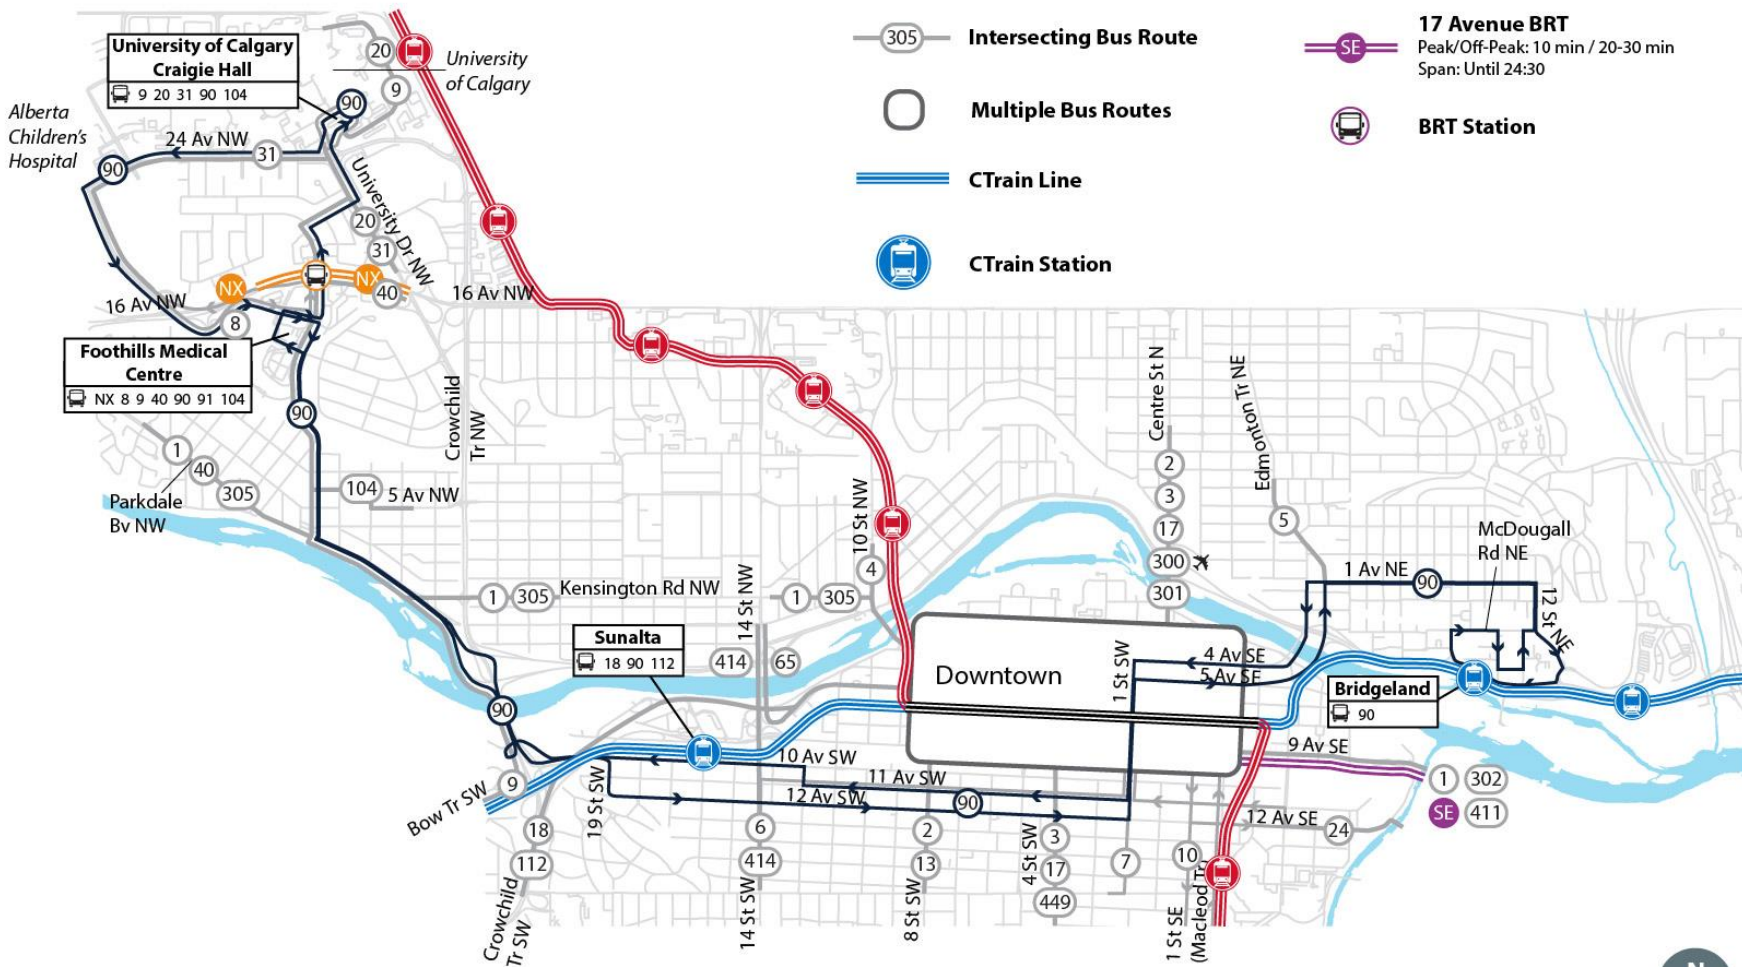 305 Intersecting Bus Route
Multiple Bus Routes
CTrain Line
CTrain Station
17 Avenue BRT
SE
Peak/Off-Peak: 10 min / 20-30 min
Span: Until 24:30
BRT Station
University of Calgary
Craigie Hall
9 20 31 90 104
20
University
of Calgary
9
90
Alberta
Children's
Hospital
24 Av NW
31
90
University Dr NW
20
31
NX
NX
40
16 Av NW
16 Av NW
8
Foothills Medical
Centre
NX 8 9 40 90 91 104
90
Crowchild
Tr NW
1
40
305
Parkdale
Bv NW
104
5 Av NW
1
305
Kensington Rd NW
14 St NW
1
305
10 St NW
4
Centre St N
2
3
17
300
301
Edmonton Tr NE
5
McDougall
Rd NE
1 Av NE
90
12 St NE
Sunalta
18 90 112
414
65
Downtown
1 St SW
4 Av SE
5 Av SE
Bridgeland
90
90
9
Bow Tr SW
10 Av SW
11 Av SW
12 Av SW
90
19 St SW
9 Av SE
1
302
SE
411
12 Av SE
24
18
112
Crowchild
Tr SW
6
414
14 St SW
2
13
8 St SW
4 St SW
3
17
449
7
10
1 St SE
(Macleod Tr)
N